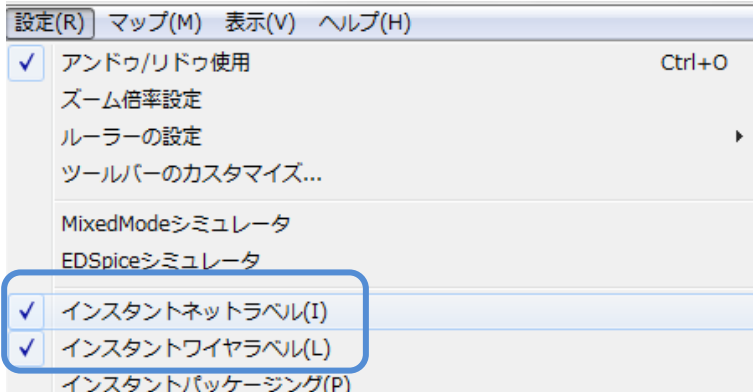 設定(R) マップ(M) 表示(V) ヘルプ(H)
アンドゥ/リドゥ使用 Ctrl+O
ズーム倍率設定
ルーラーの設定
ツールバーのカスタマイズ...
MixedModeシミュレータ
EDSpiceシミュレータ
インスタントネットラベル(I)
インスタントワイヤラベル(L)
インスタントパッケージング(P)